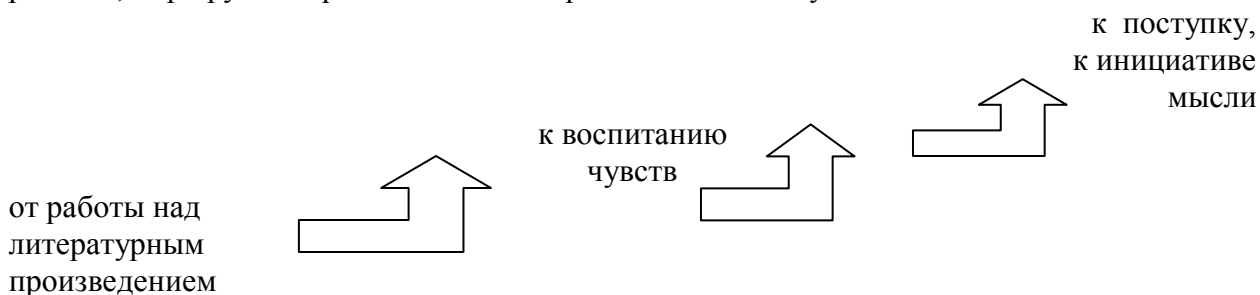 от работы над
литературным
произведением
к воспитанию
чувств
к поступку,
к инициативе
мысли